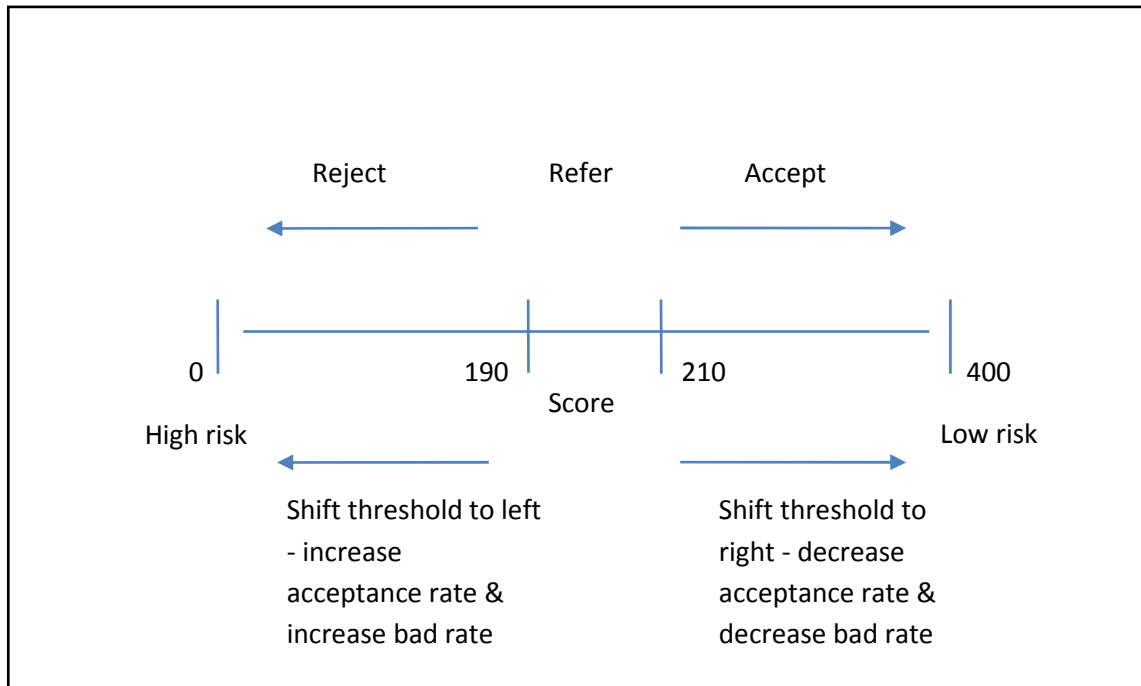 Reject Refer Accept
0 190 210 400
Score
High risk Low risk
Shift threshold to left
- increase
acceptance rate &
increase bad rate
Shift threshold to
right - decrease
acceptance rate &
decrease bad rate